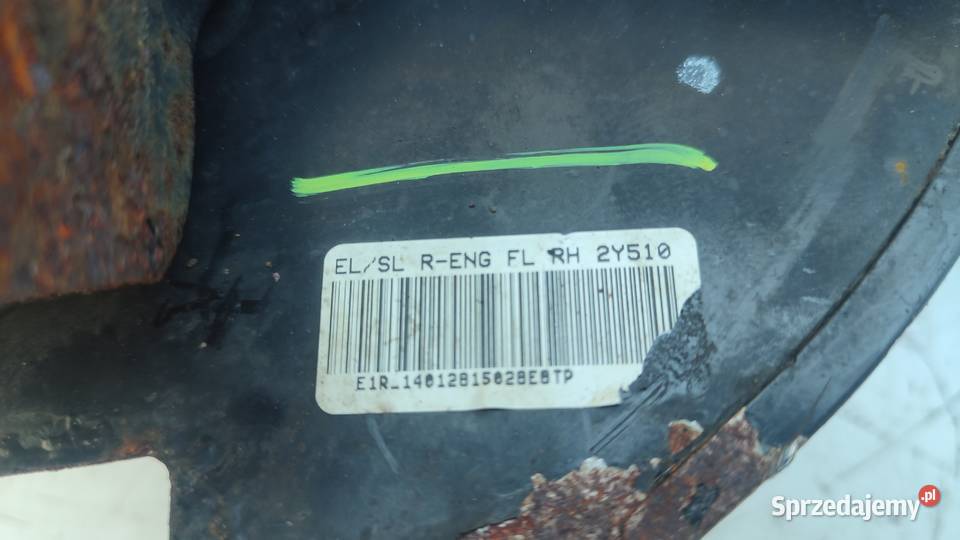 EL/SL R-ENG FL RH 2Y510
E1R_14012815028E8TP
Sprzedajemy.pl